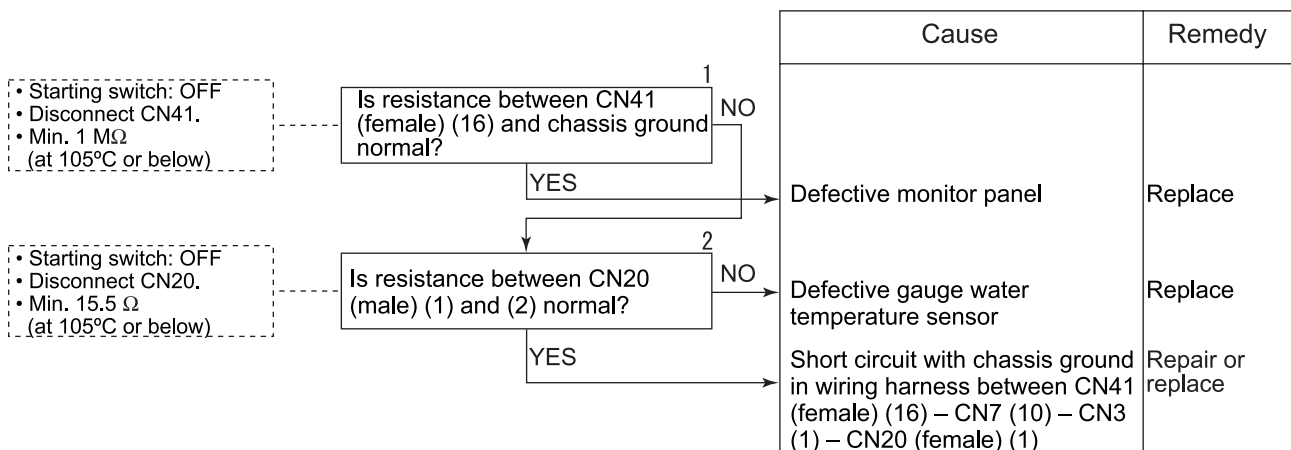 Cause
Remedy
• Starting switch: OFF
• Disconnect CN41.
• Min. 1 MΩ
(at 105ºC or below)
1
Is resistance between CN41
(female) (16) and chassis ground
normal?
NO
YES
Defective monitor panel
Replace
• Starting switch: OFF
• Disconnect CN20.
• Min. 15.5 Ω
(at 105ºC or below)
2
Is resistance between CN20
(male) (1) and (2) normal?
NO
Defective gauge water
temperature sensor
Replace
YES
Short circuit with chassis ground
in wiring harness between CN41
(female) (16) – CN7 (10) – CN3
(1) – CN20 (female) (1)
Repair or
replace